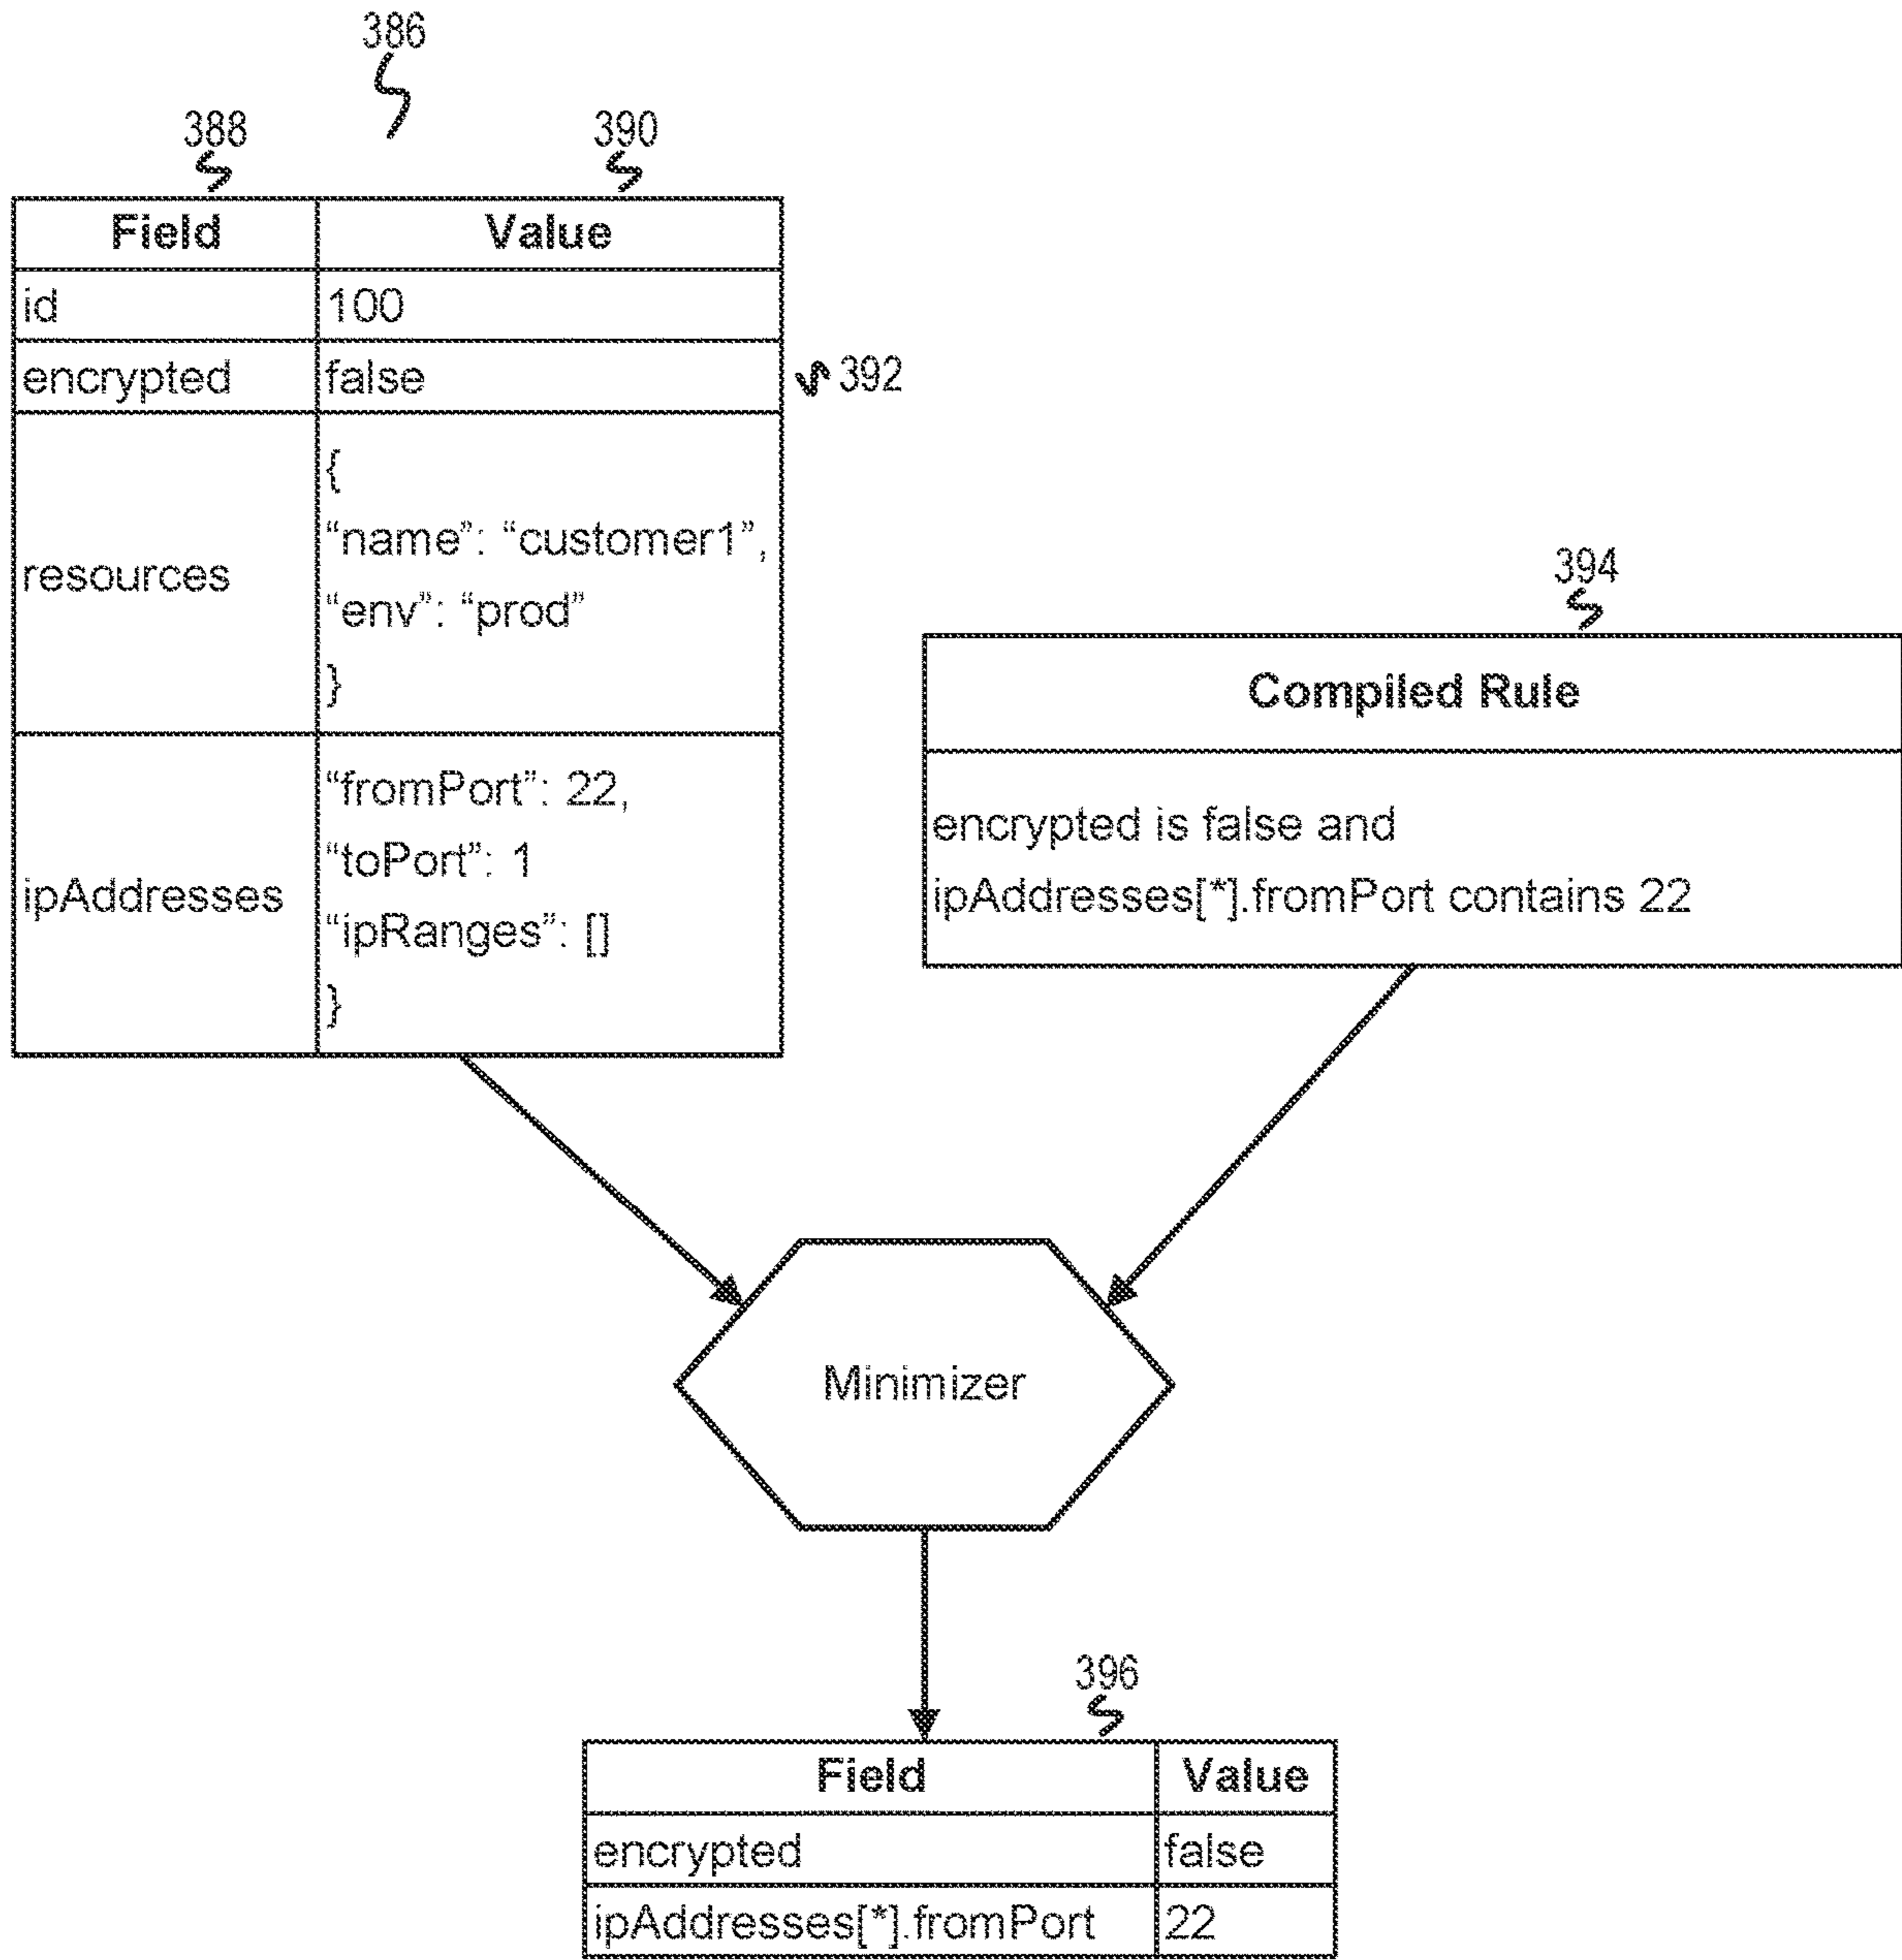 386
388
390
Field Value
id 100
encrypted false
392
resources
{
“name”: “customer1”,
“env”: “prod”
}
ipAddresses
“fromPort”: 22,
“toPort”: 1
“ipRanges”: []
}
394
Compiled Rule
encrypted is false and
ipAddresses[*].fromPort contains 22
Minimizer
396
Field Value
encrypted false
ipAddresses[*].fromPort 22